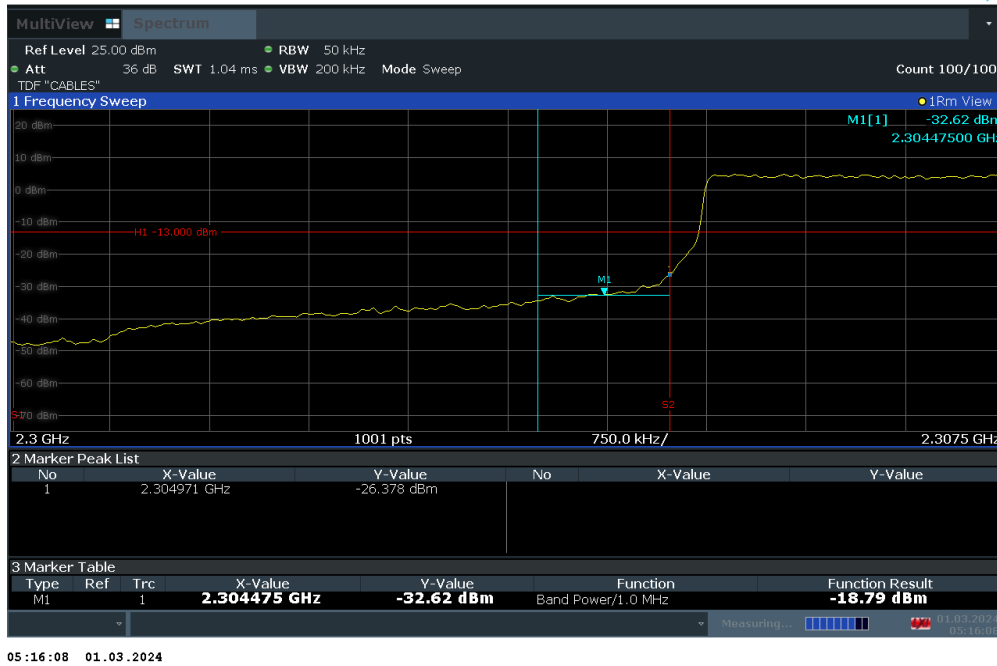 MultiView Spectrum
Ref Level 25.00 dBm RBW 50 kHz
Att 36 dB SWT 1.04 ms VBW 200 kHz Mode Sweep Count 100/100
TDF "CABLES"
1 Frequency Sweep 1Rm View
M1[1] -32.62 dBm
2.30447500 GHz
20 dBm
10 dBm
0 dBm
-10 dBm
H1 -13.000 dBm
-20 dBm
-30 dBm
M1
1
-40 dBm
-50 dBm
-60 dBm
S2
-70 dBm
2.3 GHz 1001 pts 750.0 kHz/ 2.3075 GHz
2 Marker Peak List
No X-Value Y-Value No X-Value Y-Value
1 2.304971 GHz -26.378 dBm
3 Marker Table
Type Ref Trc X-Value Y-Value Function Function Result
M1 1 2.304475 GHz -32.62 dBm Band Power/1.0 MHz -18.79 dBm
Measuring... 01.03.2024
05:16:08
05:16:08 01.03.2024